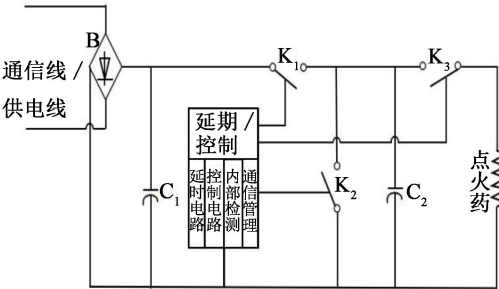 B
K1
K3
通信线/
供电线
延期/
控制
延时电路
控制电路
内部检测
通信管理
C1
K2
C2
点火药